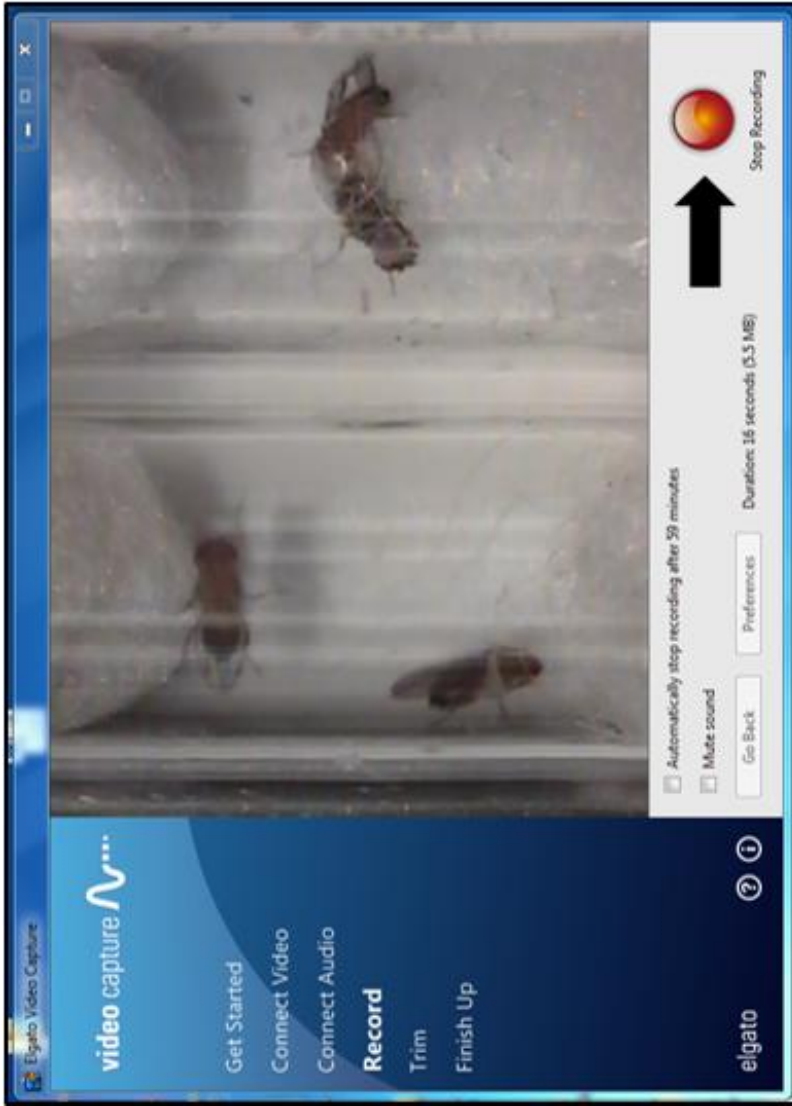 Elgato Video Capture
video capture
Get Started
Connect Video
Connect Audio
Record
Trim
Finish Up
elgato
? i
Automatically stop recording after 59 minutes
Mute sound
Go Back
Preferences
Duration: 16 seconds (5.5 MB)
Stop Recording